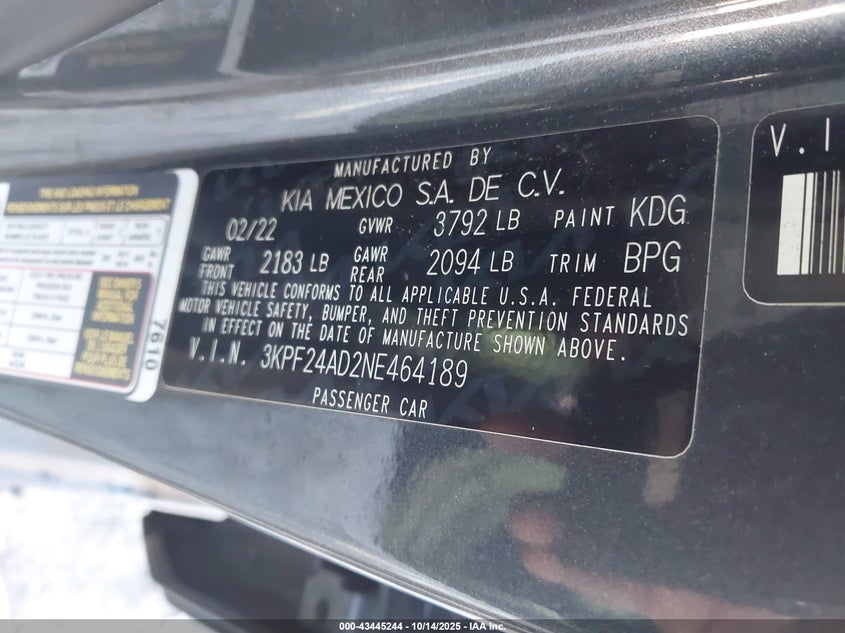 MANUFACTURED BY
KIA MEXICO S.A. DE C.V.
02/22 GVWR 3792 LB PAINT KDG
GAWR FRONT 2183 LB GAWR REAR 2094 LB TRIM BPG
THIS VEHICLE CONFORMS TO ALL APPLICABLE U.S.A. FEDERAL
MOTOR VEHICLE SAFETY, BUMPER, AND THEFT PREVENTION STANDARDS
IN EFFECT ON THE DATE OF MANUFACTURE SHOWN ABOVE.
V.I.N. 3KPF24AD2NE464189
PASSENGER CAR
7610
V.I
000-43445244 - 10/14/2025 - IAA Inc.